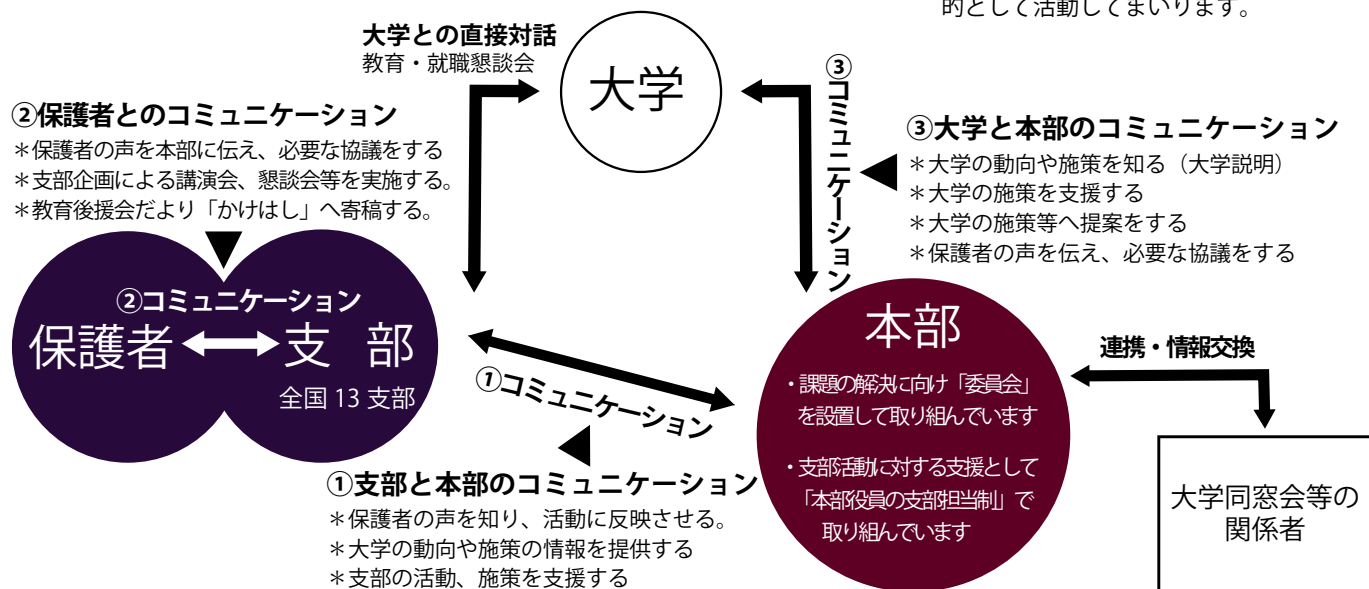 的として活動してまいります。
大学との直接対話
教育・就職懇談会
大学
③コミュニケーション
②保護者とのコミュニケーション
＊保護者の声を本部に伝え、必要な協議をする
＊支部企画による講演会、懇談会等を実施する。
＊教育後援会だより「かけはし」へ寄稿する。
③大学と本部のコミュニケーション
＊大学の動向や施策を知る（大学説明）
＊大学の施策を支援する
＊大学の施策等へ提案をする
＊保護者の声を伝え、必要な協議をする
②コミュニケーション
保護者
支 部
全国 13 支部
①コミュニケーション
本部
・課題の解決に向け「委員会」
を設置して取り組んでいます
・支部活動に対する支援として
「本部役員の支部担当制」で
取り組んでいます
連携・情報交換
大学同窓会等の
関係者
①支部と本部のコミュニケーション
＊保護者の声を知り、活動に反映させる。
＊大学の動向や施策の情報を提供する
＊支部の活動、施策を支援する